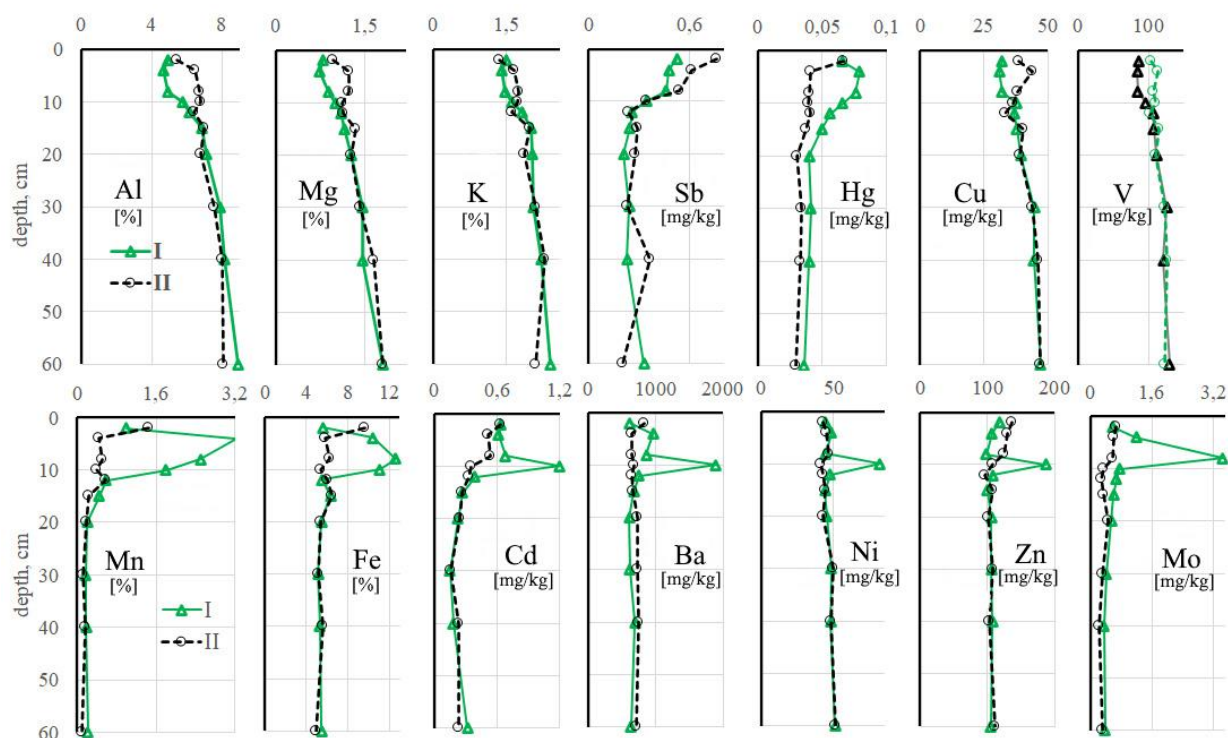 0 4 8 1,5 0 1,5 0 0,6 0 0,05 0,1 0 50 0 100
0
10
20
30
40
50
60
depth, cm
Al Mg K Sb Hg Cu V
[%] [%] [%] [mg/kg] [mg/kg] [mg/kg] [mg/kg]
I
II
0 1,6 3,2 0 4 8 12 0 0,6 1,2 0 1000 2000 0 50 0 100 200 0 1,6 3,2
0
10
20
30
40
50
60
depth, cm
Mn Fe Cd Ba Ni Zn Mo
[%] [%] [mg/kg] [mg/kg] [mg/kg] [mg/kg] [mg/kg]
I
II